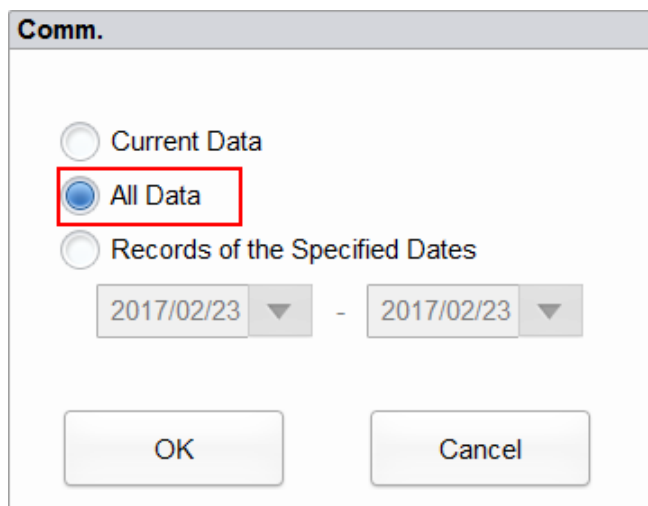 Comm.
Current Data
All Data
Records of the Specified Dates
2017/02/23 - 2017/02/23
OK Cancel